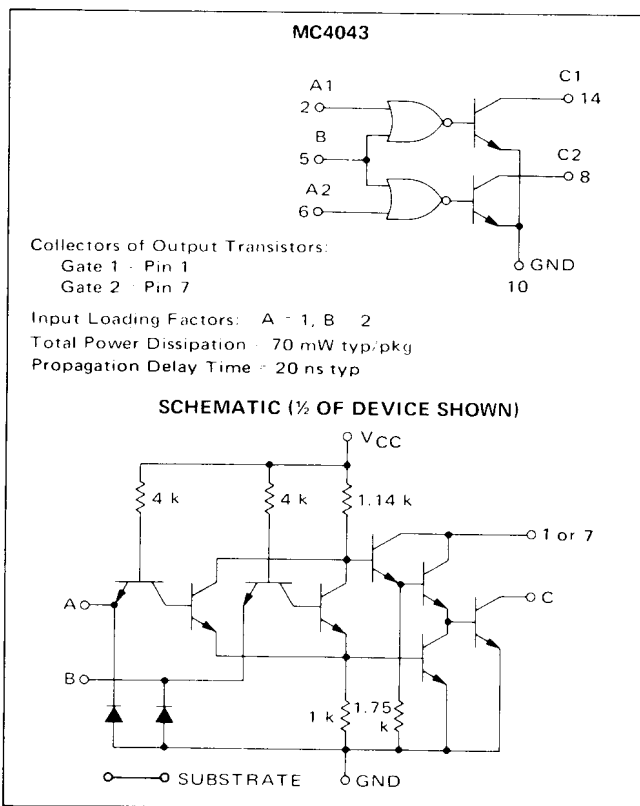 MC4043
A1
2
B
5
A2
6
C1
14
C2
8
GND
10
Collectors of Output Transistors:
Gate 1 - Pin 1
Gate 2 - Pin 7
Input Loading Factors: A = 1, B 2
Total Power Dissipation - 70 mW typ/pkg
Propagation Delay Time = 20 ns typ
SCHEMATIC (½ OF DEVICE SHOWN)
VCC
4 k
4 k
1.14 k
1 or 7
A
C
B
1 k
1.75 k
SUBSTRATE
GND